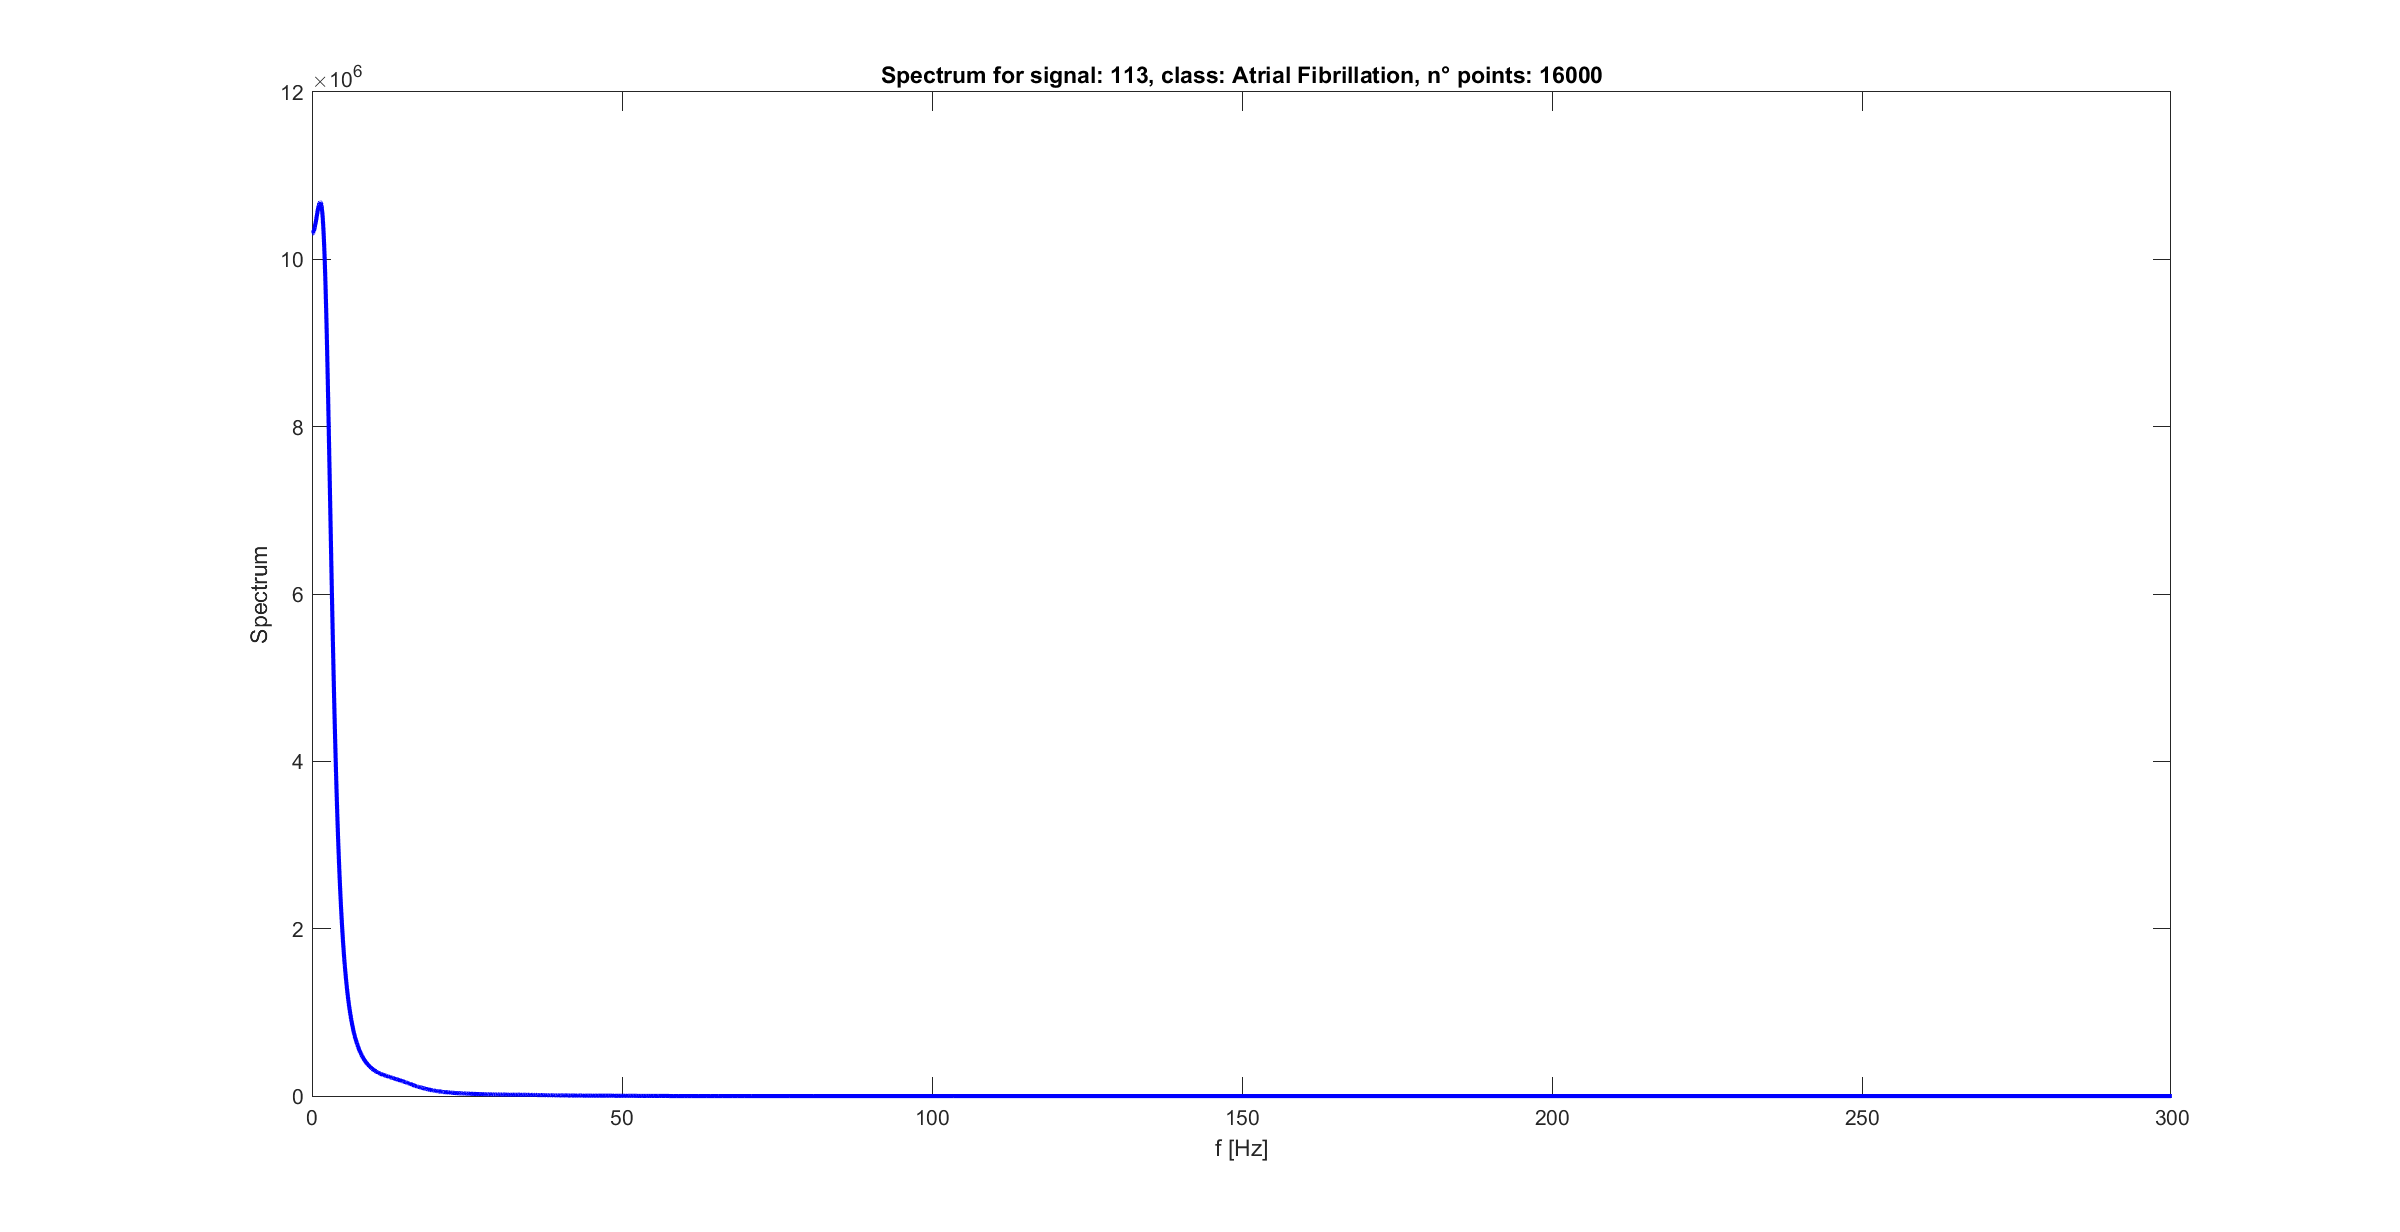 Spectrum for signal: 113, class: Atrial Fibrillation, n° points: 16000
×10^6
12
10
8
6
4
2
0
Spectrum
0 50 100 150 200 250 300
f [Hz]